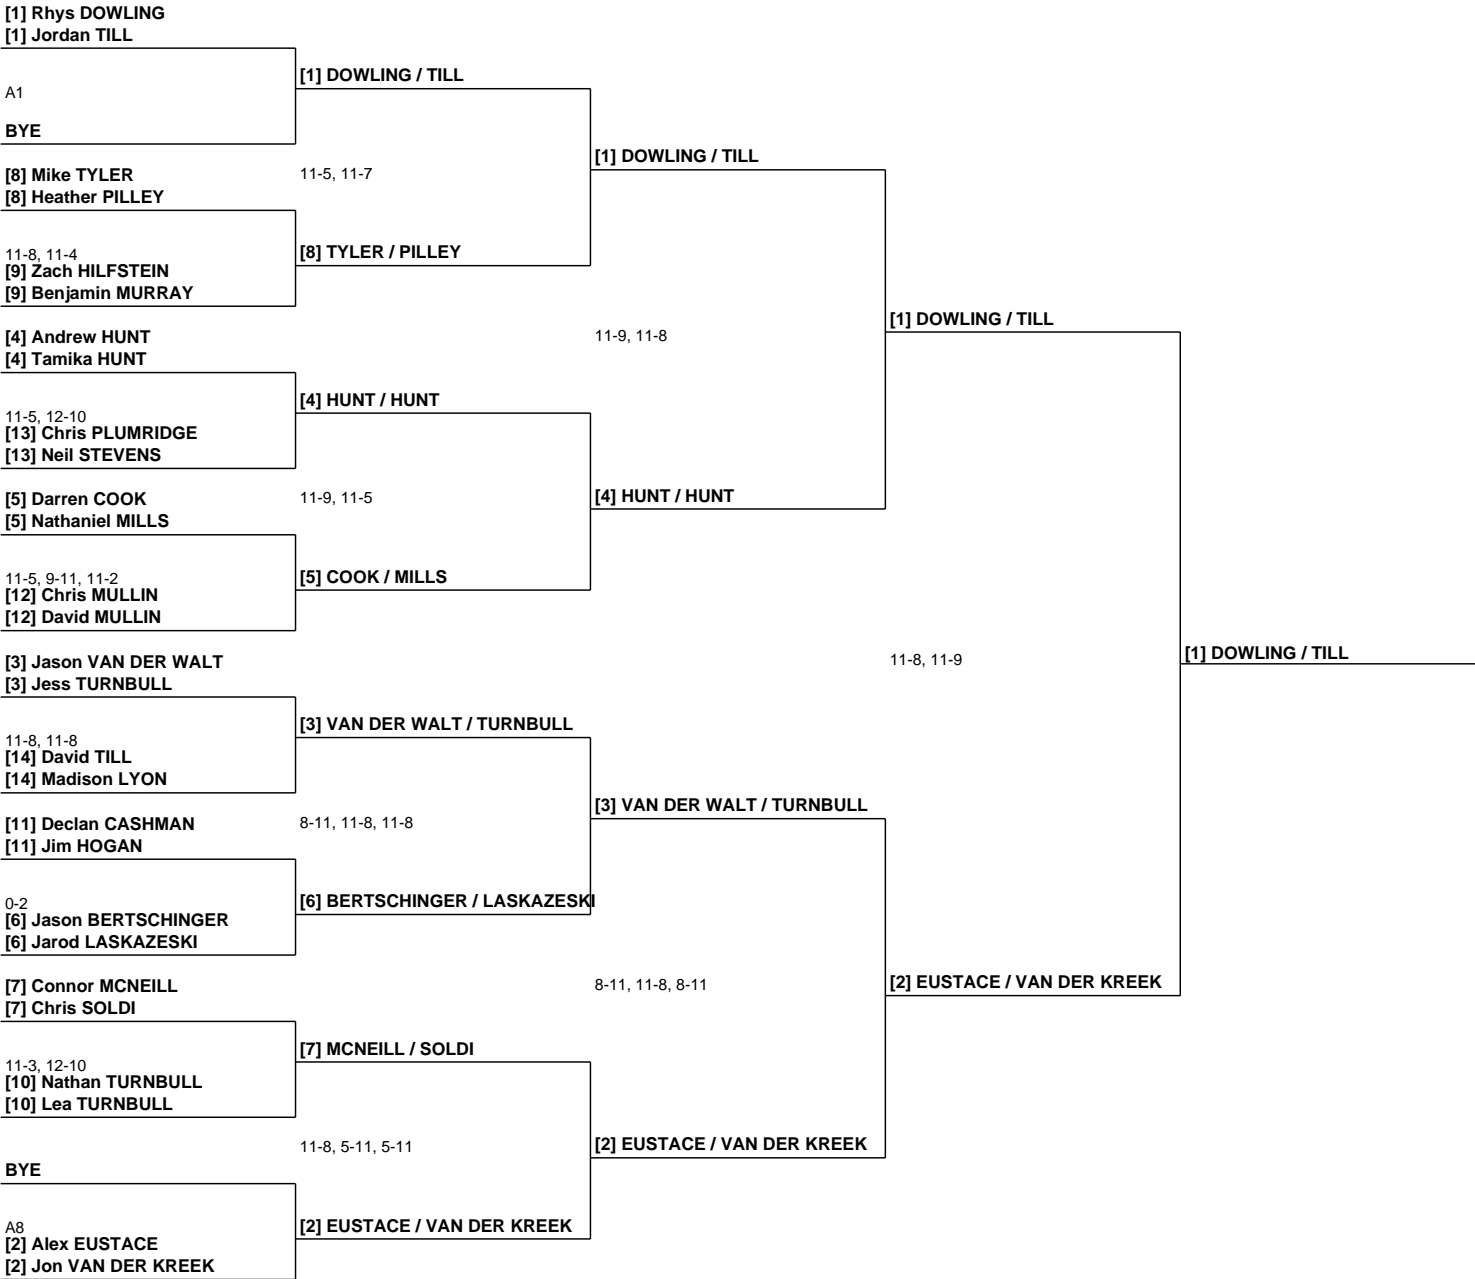 [1] Rhys DOWLING
[1] Jordan TILL
[1] DOWLING / TILL
A1
BYE
[1] DOWLING / TILL
[8] Mike TYLER
11-5, 11-7
[8] Heather PILLEY
11-8, 11-4
[8] TYLER / PILLEY
[9] Zach HILFSTEIN
[9] Benjamin MURRAY
[1] DOWLING / TILL
[4] Andrew HUNT
11-9, 11-8
[4] Tamika HUNT
[4] HUNT / HUNT
11-5, 12-10
[13] Chris PLUMRIDGE
[13] Neil STEVENS
[5] Darren COOK
11-9, 11-5
[4] HUNT / HUNT
[5] Nathaniel MILLS
11-5, 9-11, 11-2
[5] COOK / MILLS
[12] Chris MULLIN
[12] David MULLIN
[3] Jason VAN DER WALT
11-8, 11-9
[1] DOWLING / TILL
[3] Jess TURNBULL
[3] VAN DER WALT / TURNBULL
11-8, 11-8
[14] David TILL
[14] Madison LYON
[3] VAN DER WALT / TURNBULL
[11] Declan CASHMAN
8-11, 11-8, 11-8
[11] Jim HOGAN
0-2
[6] BERTSCHINGER / LASKAZESKI
[6] Jason BERTSCHINGER
[6] Jarod LASKAZESKI
[7] Connor MCNEILL
8-11, 11-8, 8-11
[2] EUSTACE / VAN DER KREEK
[7] Chris SOLDI
[7] MCNEILL / SOLDI
11-3, 12-10
[10] Nathan TURNBULL
[10] Lea TURNBULL
11-8, 5-11, 5-11
[2] EUSTACE / VAN DER KREEK
BYE
A8
[2] EUSTACE / VAN DER KREEK
[2] Alex EUSTACE
[2] Jon VAN DER KREEK